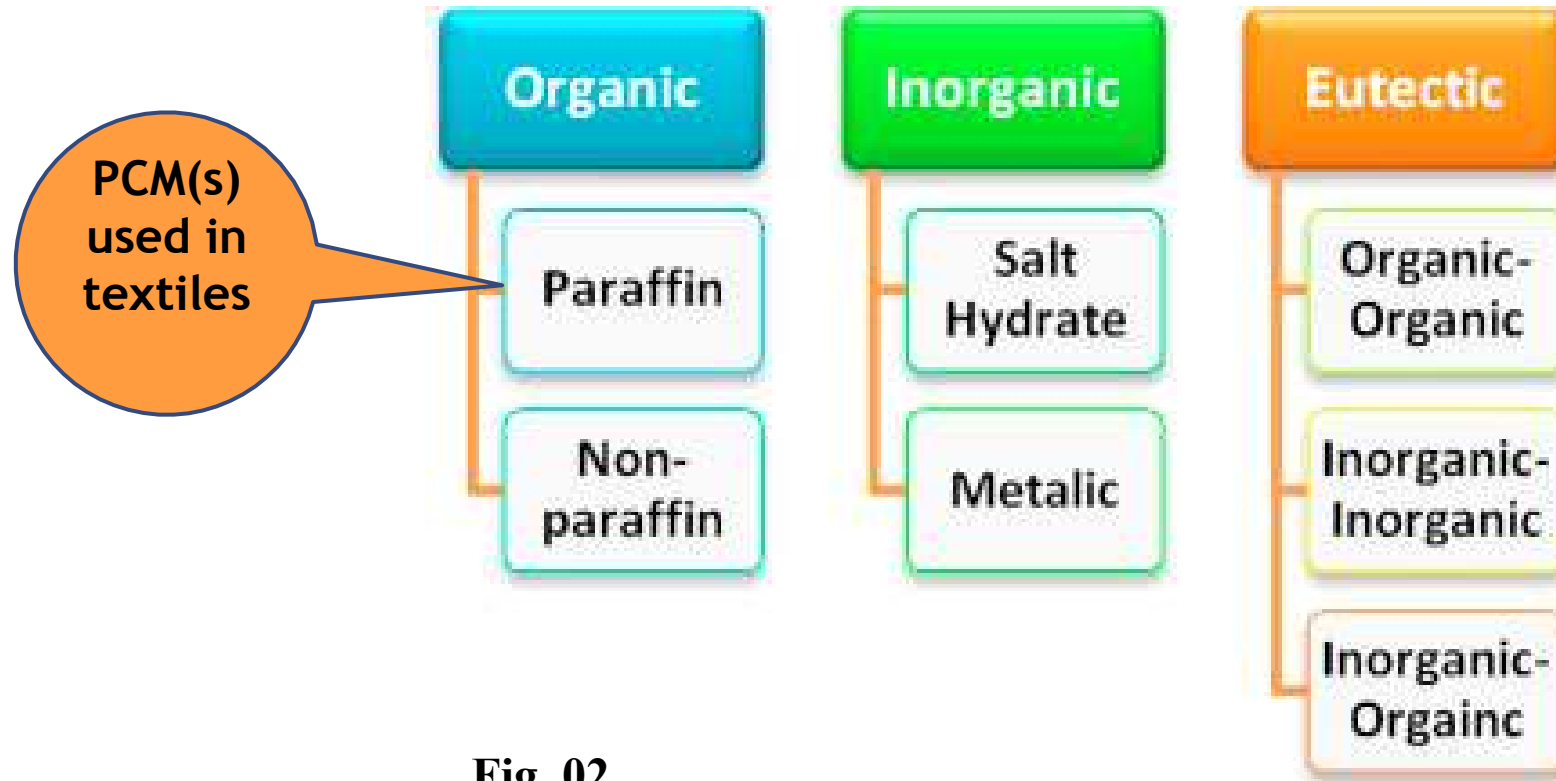 PCM(s)
used in
textiles
Organic
Paraffin
Non-
paraffin
Inorganic
Salt
Hydrate
Metalic
Eutectic
Organic-
Organic
Inorganic-
Inorganic
Inorganic-
Orgainc
Fig. 02